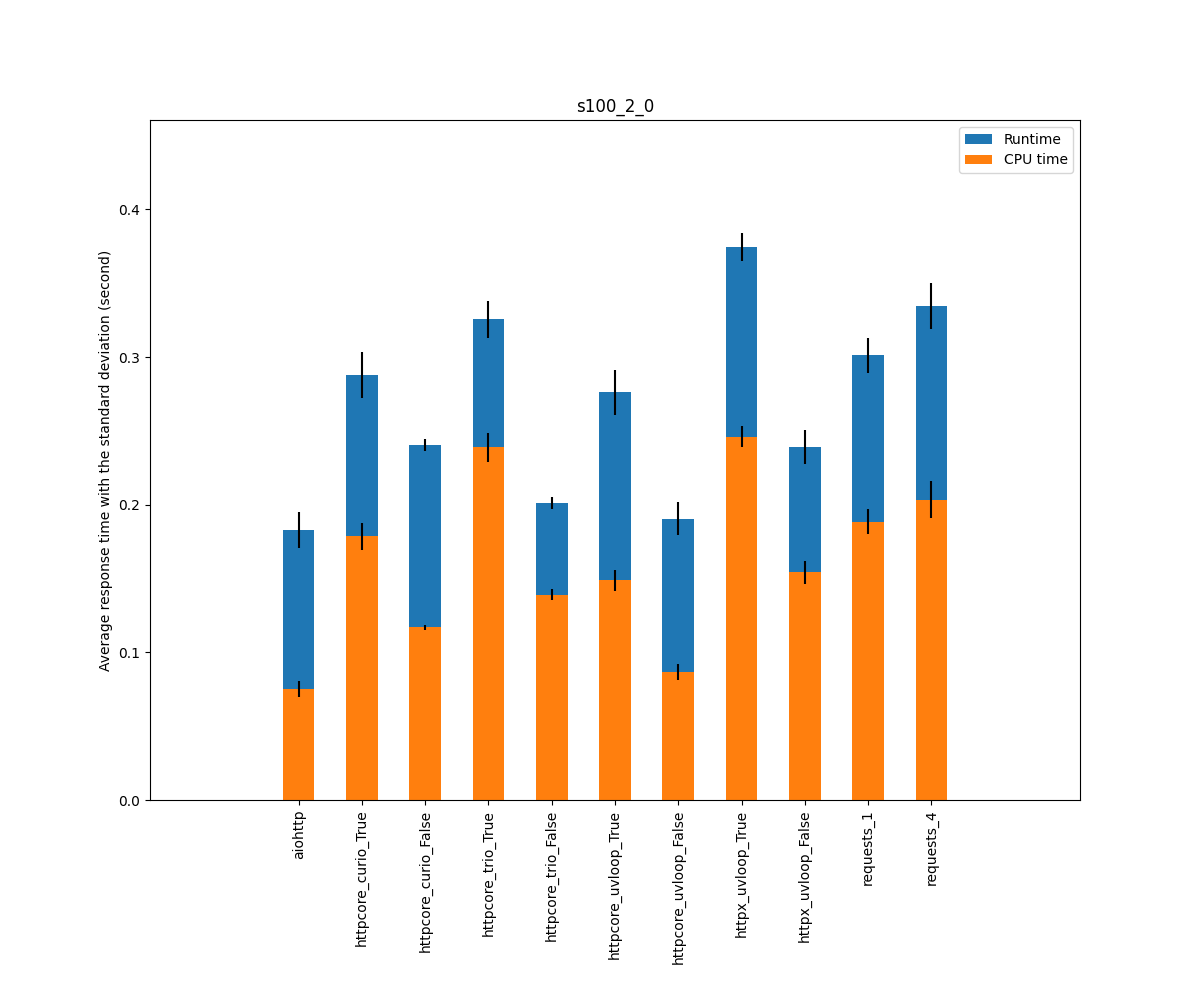 s100_2_0
Runtime
CPU time
Average response time with the standard deviation (second)
0.4
0.3
0.2
0.1
0.0
aiohttp
httpcore_curio_True
httpcore_curio_False
httpcore_trio_True
httpcore_trio_False
httpcore_uvloop_True
httpcore_uvloop_False
httpx_uvloop_True
httpx_uvloop_False
requests_1
requests_4